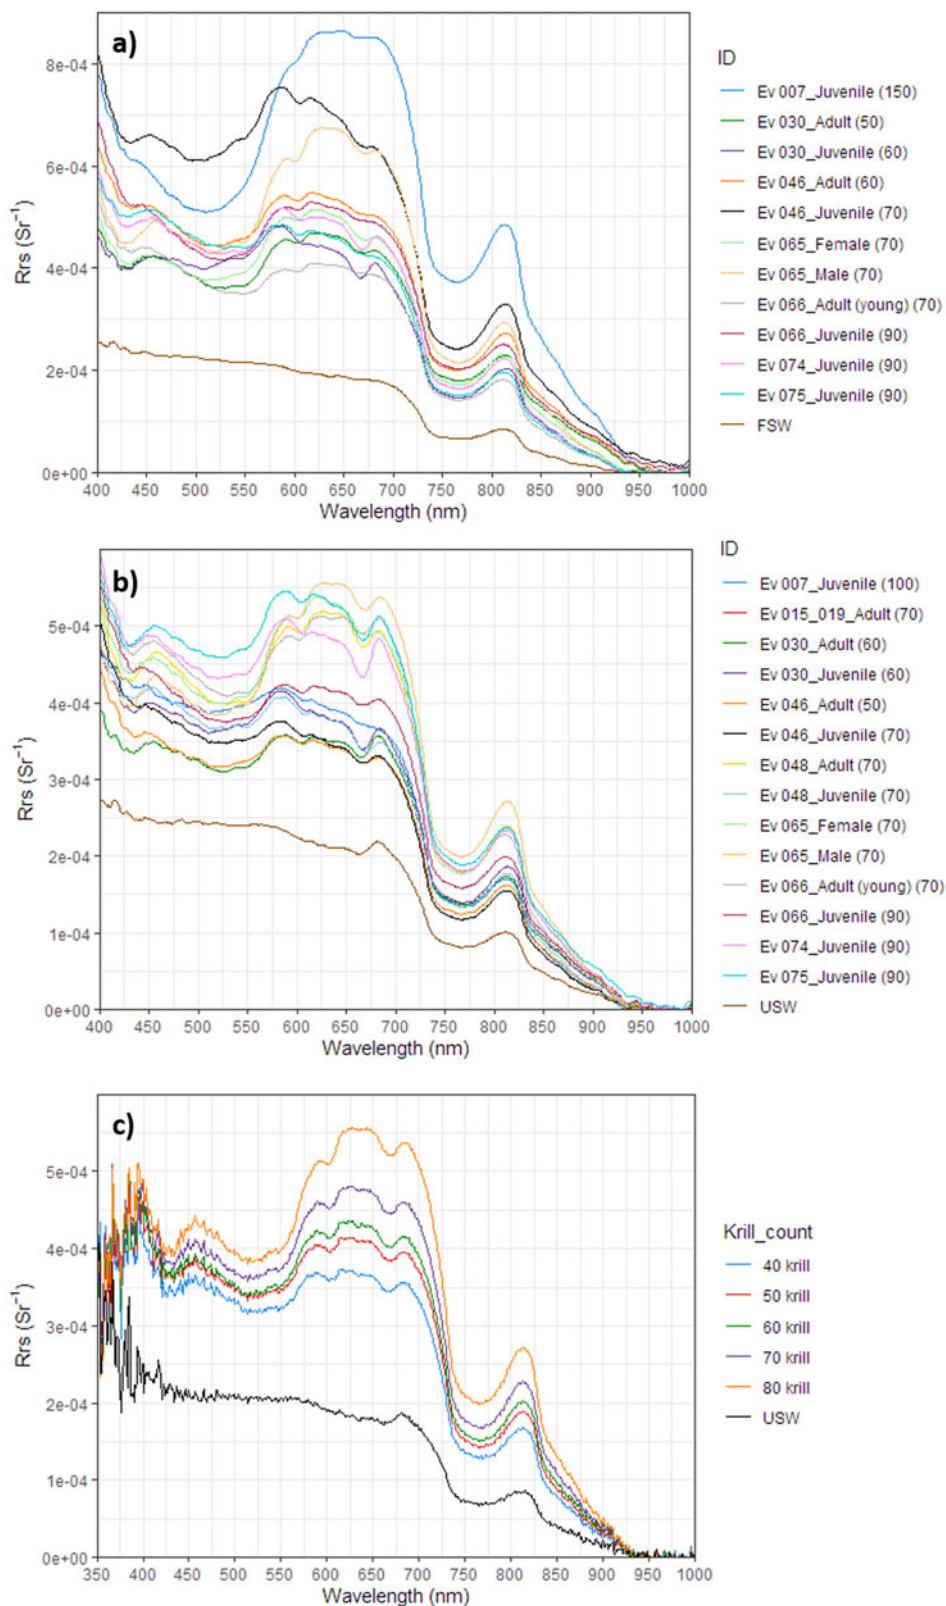 a)
8e-04
6e-04
4e-04
2e-04
0e+00
Rrs (Sr⁻¹)
400 450 500 550 600 650 700 750 800 850 900 950 1000
Wavelength (nm)
ID
Ev 007_Juvenile (150)
Ev 030_Adult (50)
Ev 030_Juvenile (60)
Ev 046_Adult (60)
Ev 046_Juvenile (70)
Ev 065_Female (70)
Ev 065_Male (70)
Ev 066_Adult (young) (70)
Ev 066_Juvenile (90)
Ev 074_Juvenile (90)
Ev 075_Juvenile (90)
FSW
b)
5e-04
4e-04
3e-04
2e-04
1e-04
0e+00
Rrs (Sr⁻¹)
400 450 500 550 600 650 700 750 800 850 900 950 1000
Wavelength (nm)
ID
Ev 007_Juvenile (100)
Ev 015_019_Adult (70)
Ev 030_Adult (60)
Ev 030_Juvenile (60)
Ev 046_Adult (50)
Ev 046_Juvenile (70)
Ev 048_Adult (70)
Ev 048_Juvenile (70)
Ev 065_Female (70)
Ev 065_Male (70)
Ev 066_Adult (young) (70)
Ev 066_Juvenile (90)
Ev 074_Juvenile (90)
Ev 075_Juvenile (90)
USW
c)
5e-04
4e-04
3e-04
2e-04
1e-04
0e+00
Rrs (Sr⁻¹)
350 400 450 500 550 600 650 700 750 800 850 900 950 1000
Wavelength (nm)
Krill_count
40 krill
50 krill
60 krill
70 krill
80 krill
USW